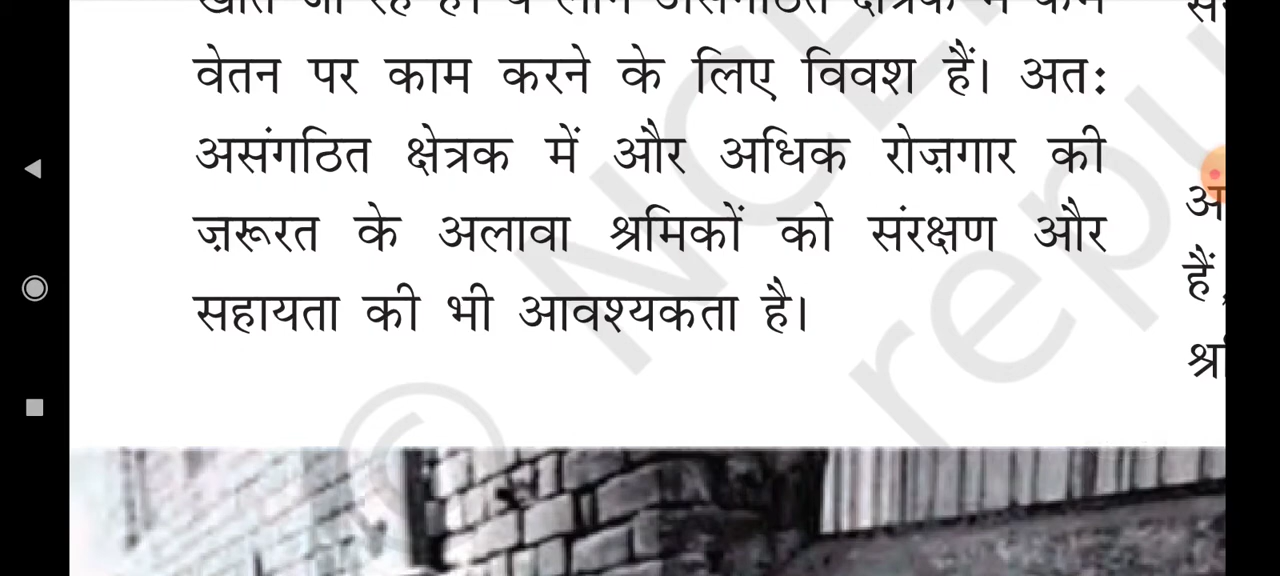 वेतन पर काम करने के लिए विवश हैं। अत:
असंगठित क्षेत्रक में और अधिक रोज़गार की
ज़रूरत के अलावा श्रमिकों को संरक्षण और
सहायता की भी आवश्यकता है।
हैं,